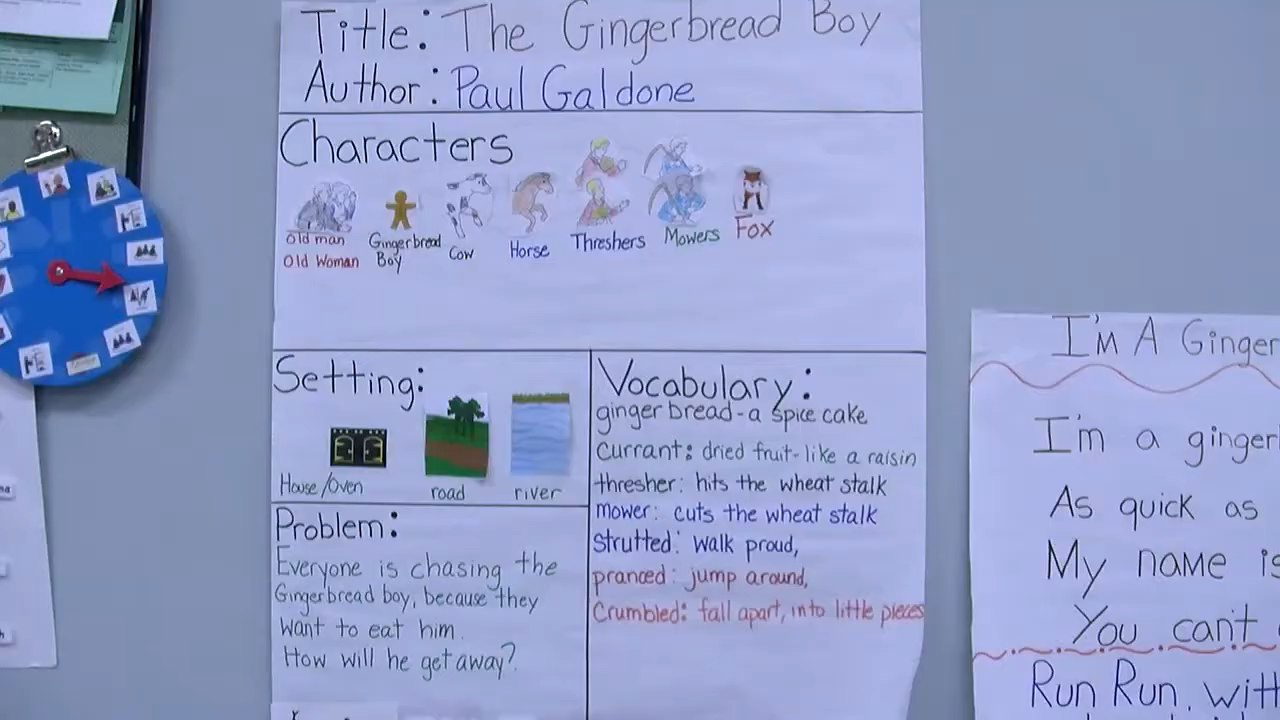 Title: The Gingerbread Boy
Author: Paul Galdone
Characters
old man
Old Woman
Gingerbread
Boy
Cow
Horse
Threshers
Mowers
Fox
Setting:
House/Oven
road
river
Problem:
Everyone is chasing the
Gingerbread boy, because they
want to eat him.
How will he get away?
Vocabulary:
gingerbread-a spice cake
currant: dried fruit-like a raisin
thresher: hits the wheat stalk
mower: cuts the wheat stalk
Strutted: walk proud,
pranced: jump around,
Crumbled: fall apart, into little pieces
I'm A Ginger
I'm a ginger
As quick as
My name is
You can't
Run Run, with